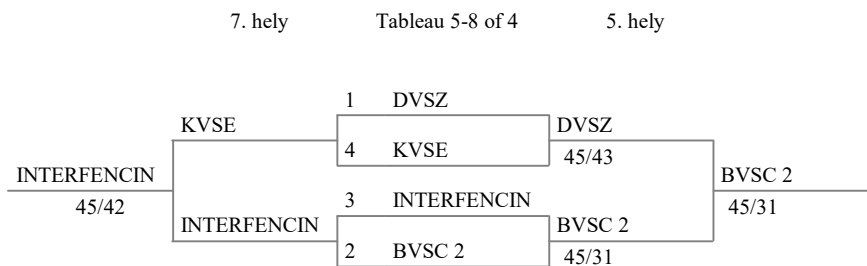 7. hely Tableau 5-8 of 4 5. hely
1 DVSZ
KVSE DVSZ
4 KVSE 45/43
INTERFENCIN BVSC 2
45/42 3 INTERFENCIN 45/31
INTERFENCIN BVSC 2
2 BVSC 2 45/31